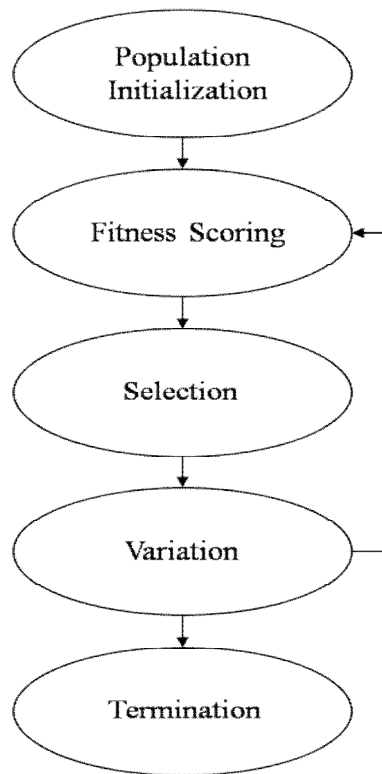 Population
Initialization
Fitness Scoring
Selection
Variation
Termination